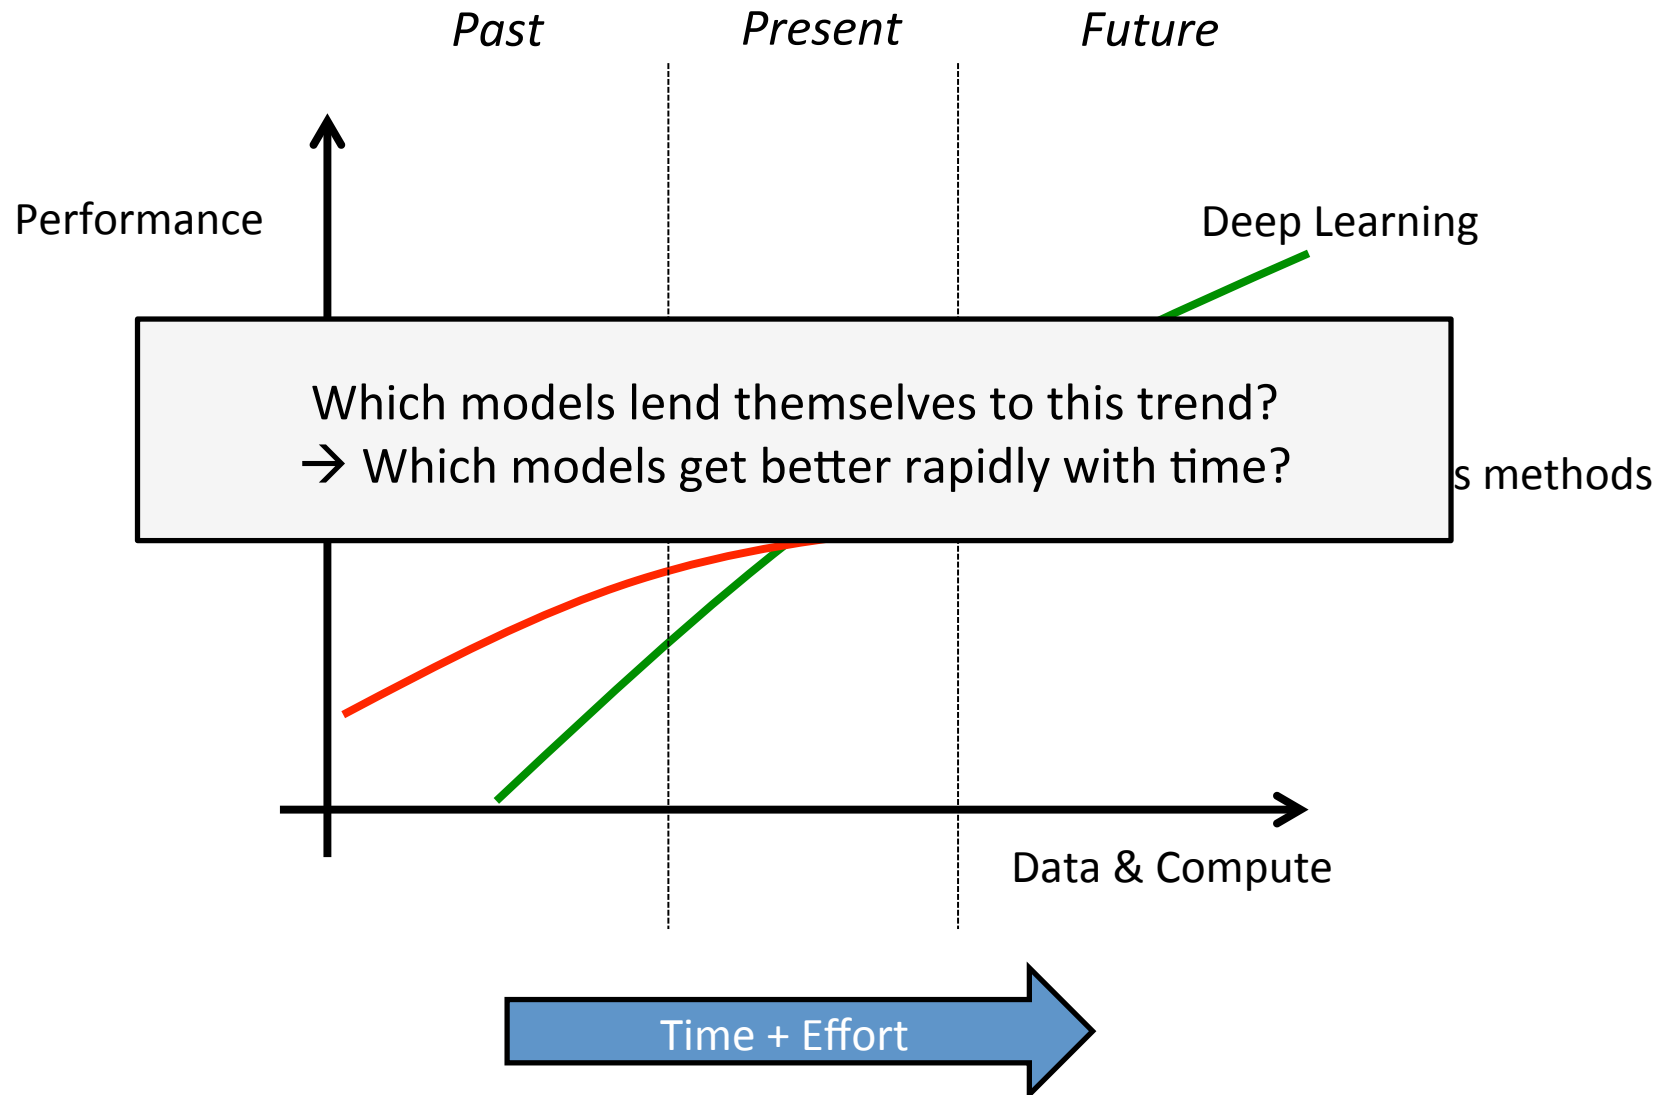 Past Present Future
Performance
Deep Learning
Which models lend themselves to this trend?
→ Which models get better rapidly with time?
s methods
Data & Compute
Time + Effort